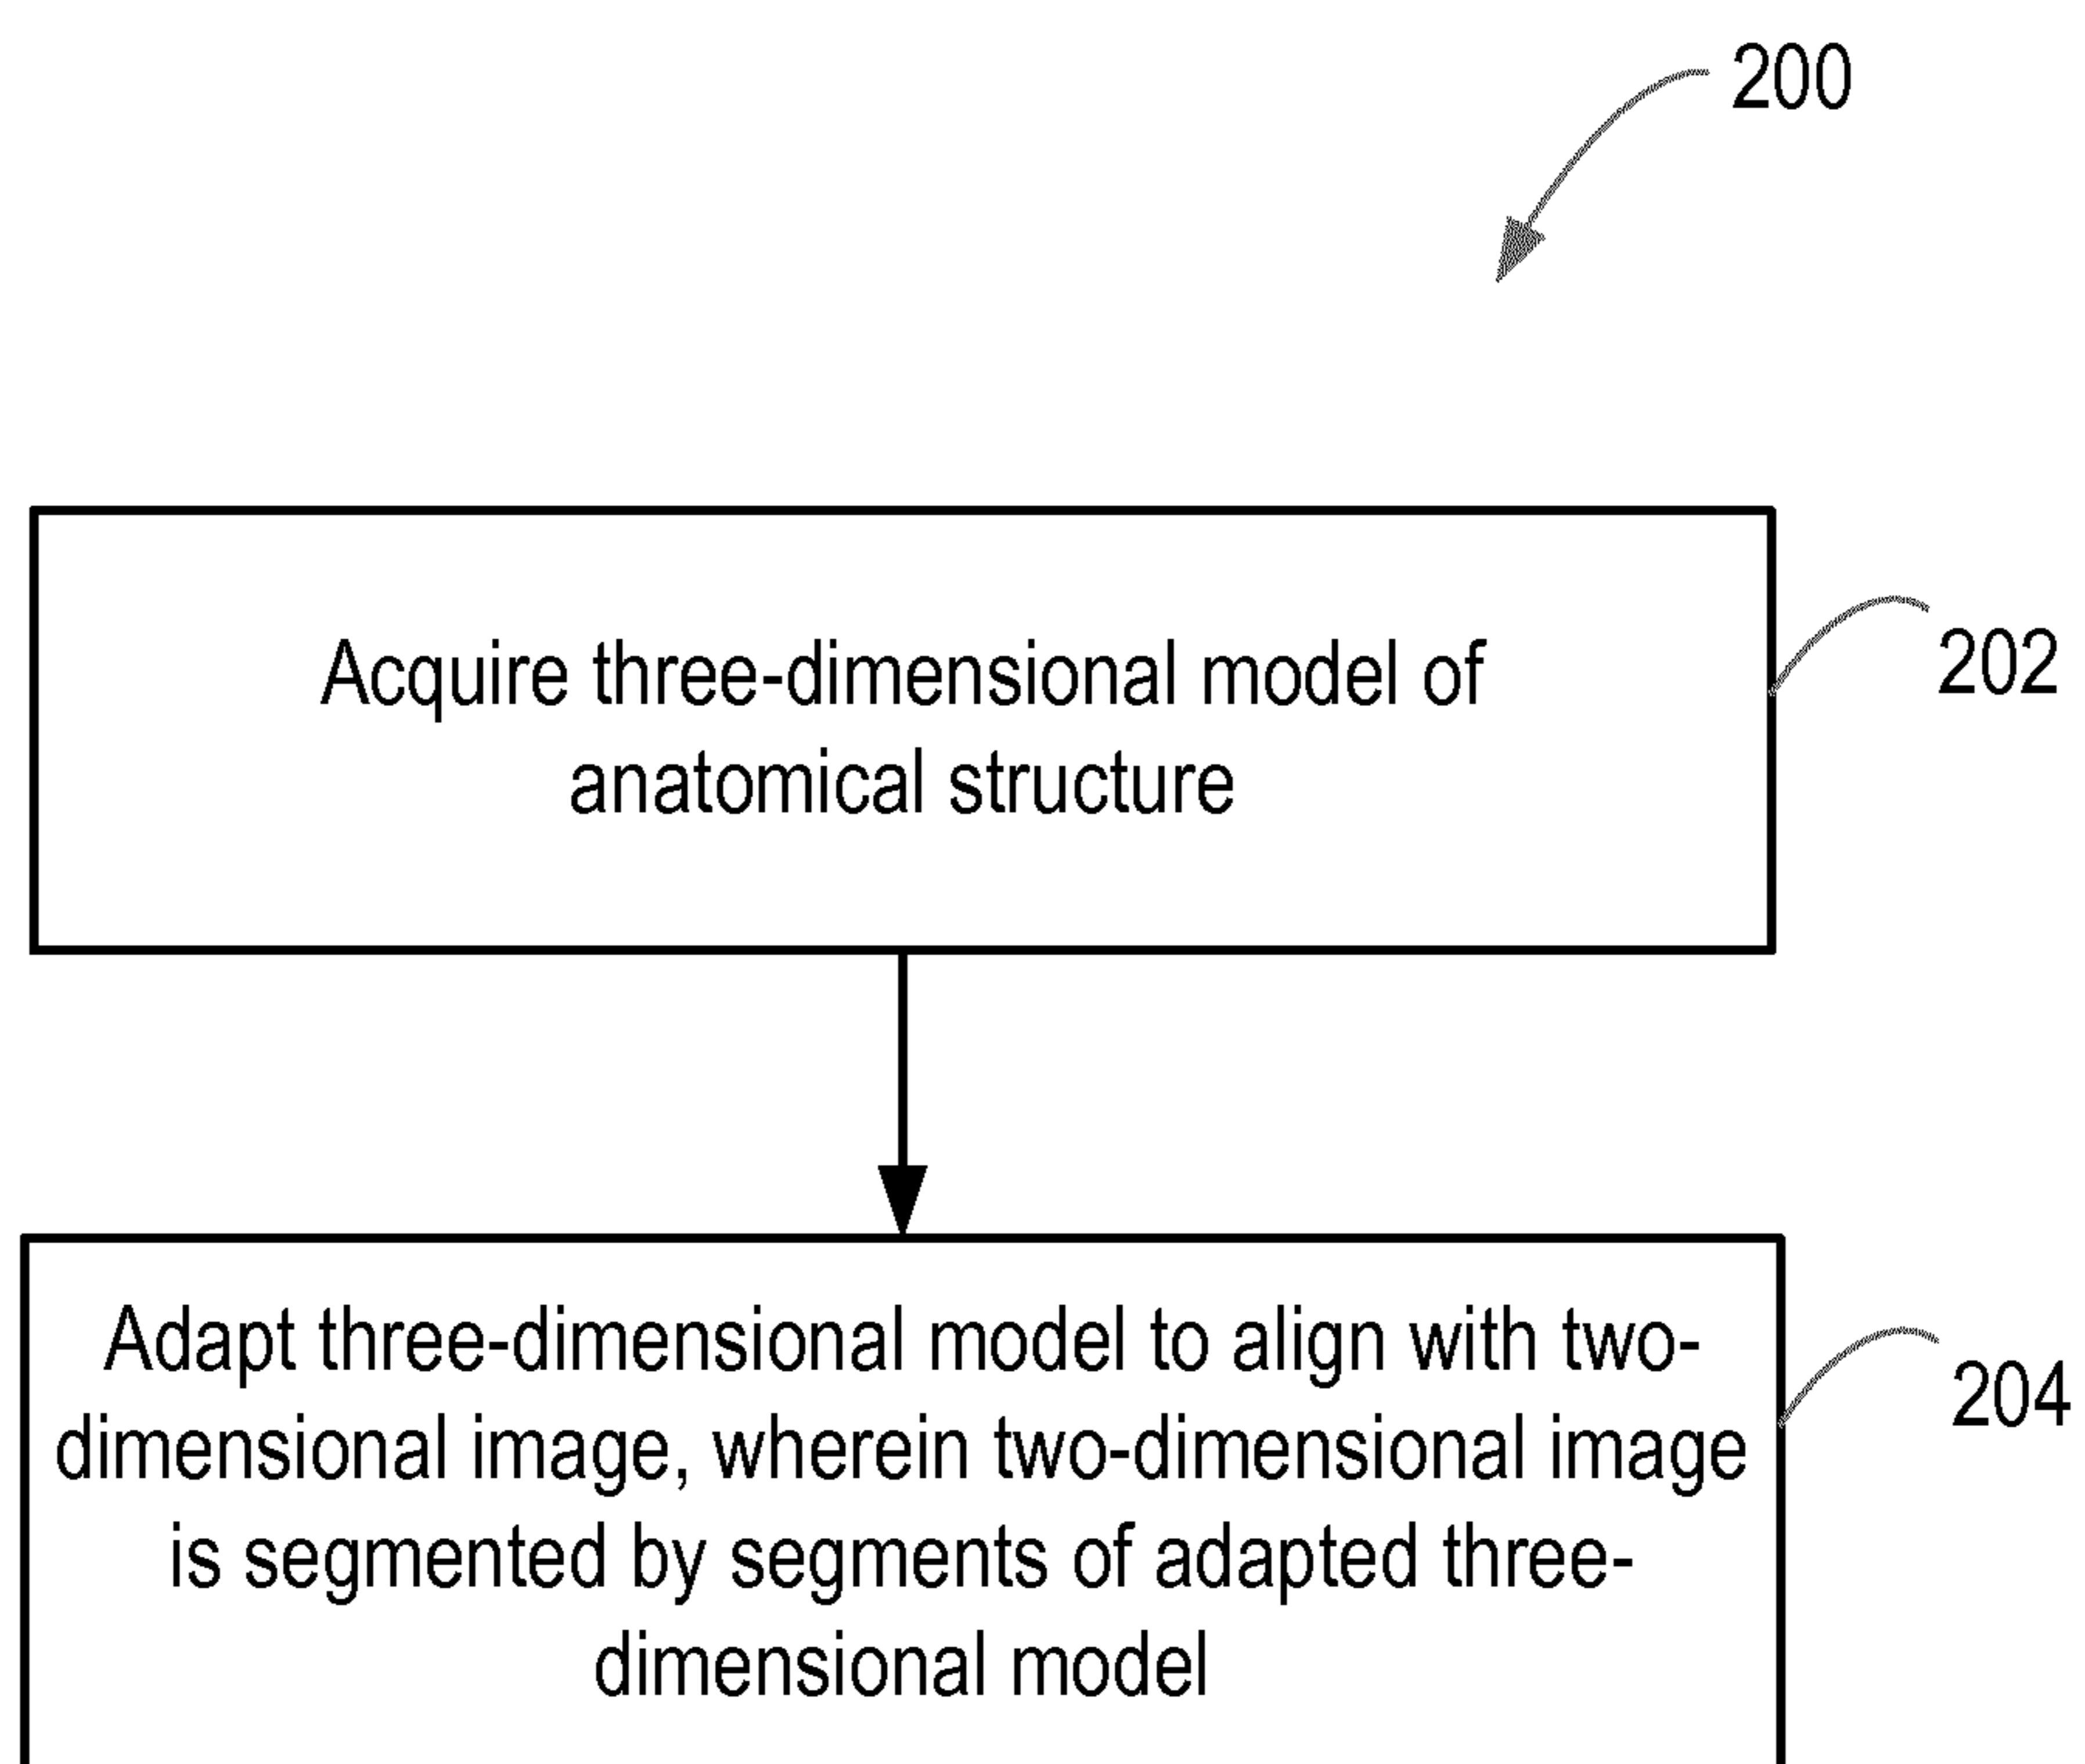 200
Acquire three-dimensional model of
anatomical structure
202
Adapt three-dimensional model to align with two-
dimensional image, wherein two-dimensional image
is segmented by segments of adapted three-
dimensional model
204